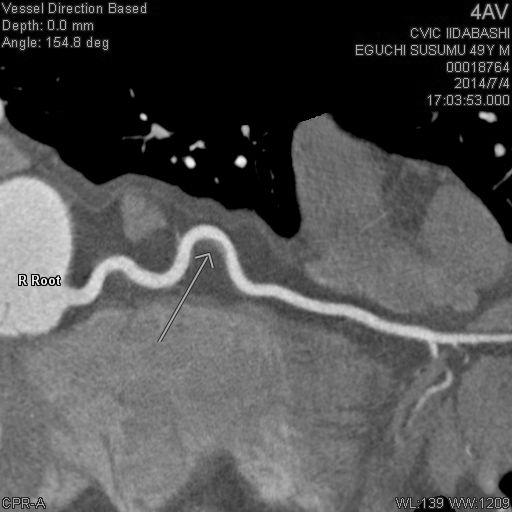 Vessel Direction Based
Depth: 0.0 mm
Angle: 154.8 deg
4AV
CVIC IIDABASHI
EGUCHI SUSUMU 49Y M
00018764
2014/7/4
17:03:53.000
R Root
CPR-A
WL:139 WW:1209